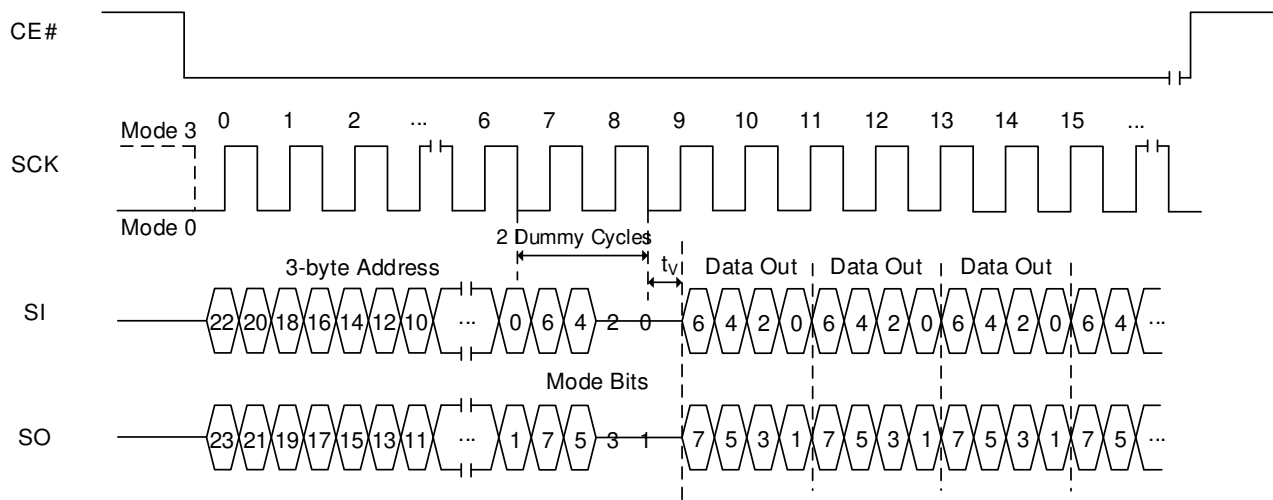 CE#
0 1 2 ... 6 7 8 9 10 11 12 13 14 15 ...
Mode 3
SCK
Mode 0
2 Dummy Cycles
3-byte Address tV Data Out Data Out Data Out
SI 22 20 18 16 14 12 10 ... 0 6 4 2 0 6 4 2 0 6 4 2 0 6 4 2 0 6 4 ...
Mode Bits
SO 23 21 19 17 15 13 11 ... 1 7 5 3 1 7 5 3 1 7 5 3 1 7 5 3 1 7 5 ...